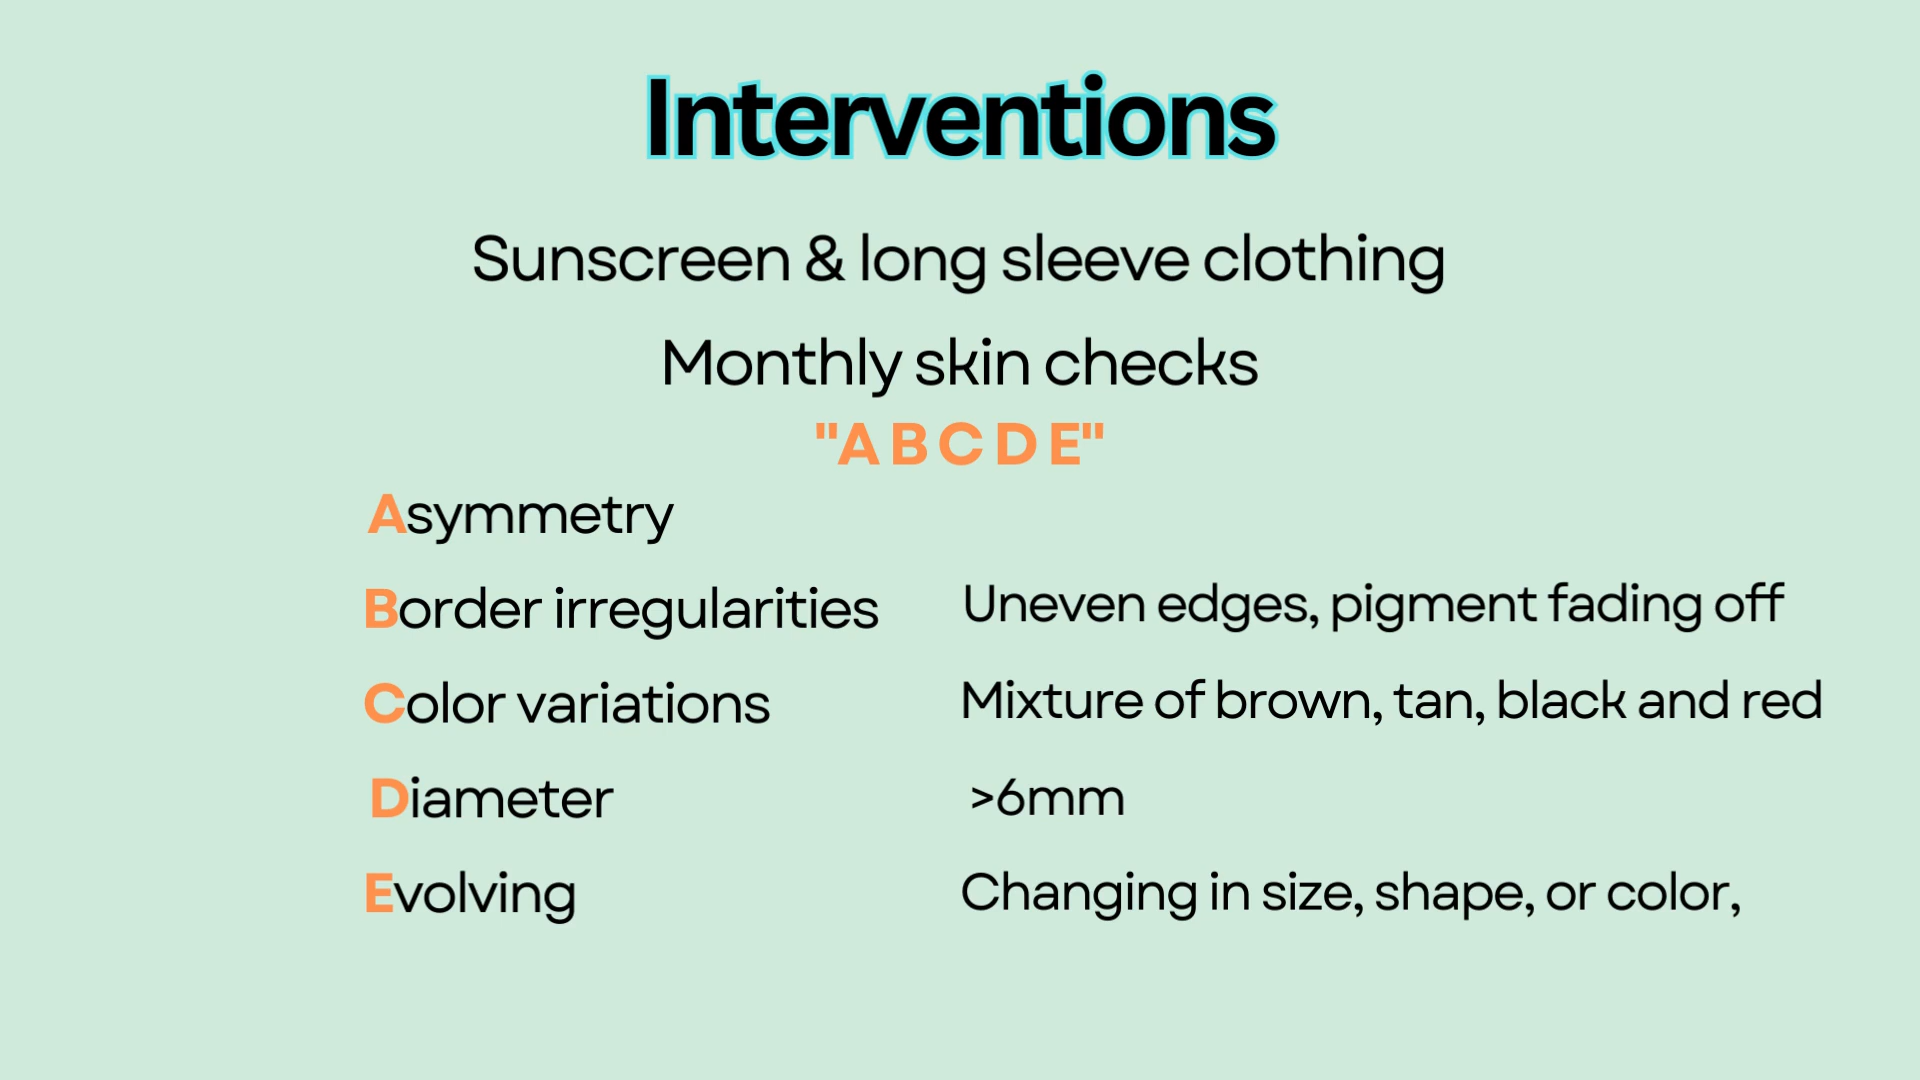 Interventions
Sunscreen & long sleeve clothing
Monthly skin checks
"A B C D E"
Asymmetry
Border irregularities Uneven edges, pigment fading off
Color variations Mixture of brown, tan, black and red
Diameter >6mm
Evolving Changing in size, shape, or color,